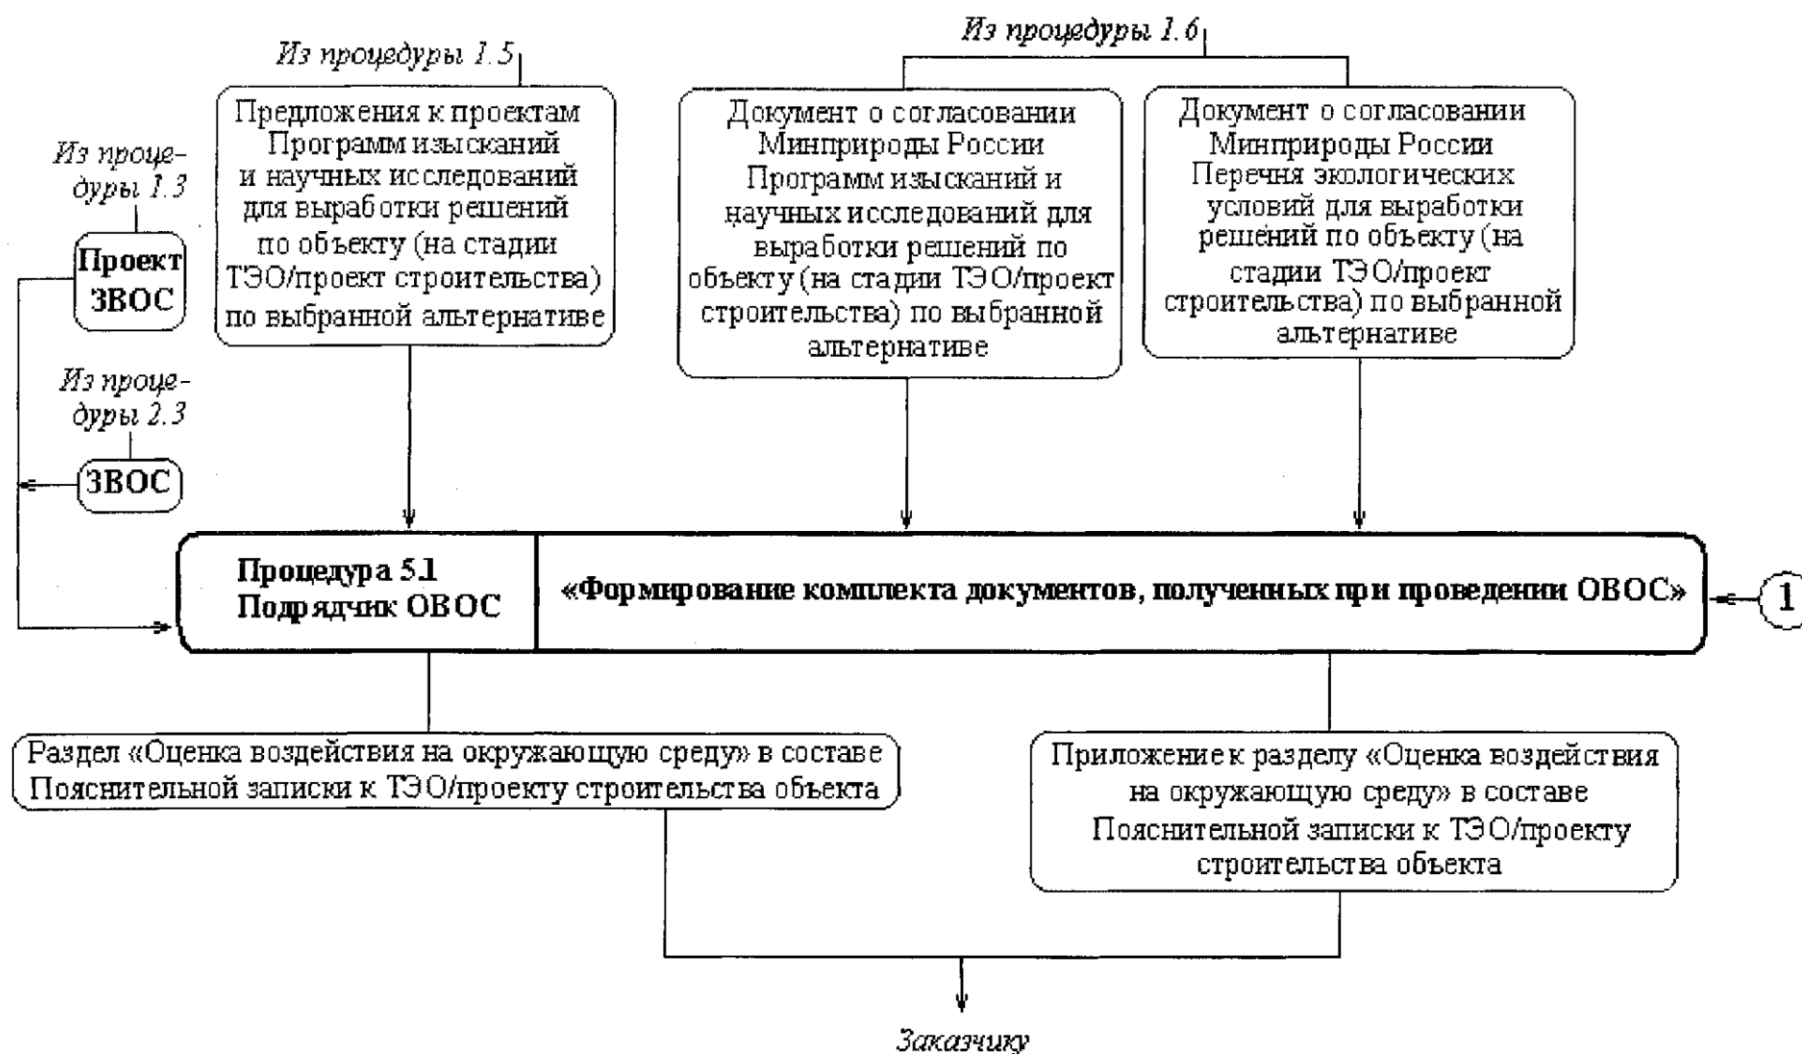 Из процедуры 1.5
Из процедуры 1.6
Из проце-
дуры 1.3
Проект
ЗВОС
Из проце-
дуры 2.3
ЗВОС
Предложения к проектам
Программ изысканий
и научных исследований
для выработки решений
по объекту (на стадии
ТЭО/проект строительства)
по выбранной альтернативе
Документ о согласовании
Минприроды России
Программ изысканий и
научных исследований для
выработки решений по
объекту (на стадии ТЭО/проект
строительства) по выбранной
альтернативе
Документ о согласовании
Минприроды России
Перечня экологических
условий для выработки
решений по объекту (на
стадии ТЭО/проект
строительства) по выбранной
альтернативе
Процедура 5.1
Подрядчик ОВОС
«Формирование комплекта документов, полученных при проведении ОВОС»
1
Раздел «Оценка воздействия на окружающую среду» в составе
Пояснительной записки к ТЭО/проекту строительства объекта
Приложение к разделу «Оценка воздействия
на окружающую среду» в составе
Пояснительной записки к ТЭО/проекту
строительства объекта
Заказчику